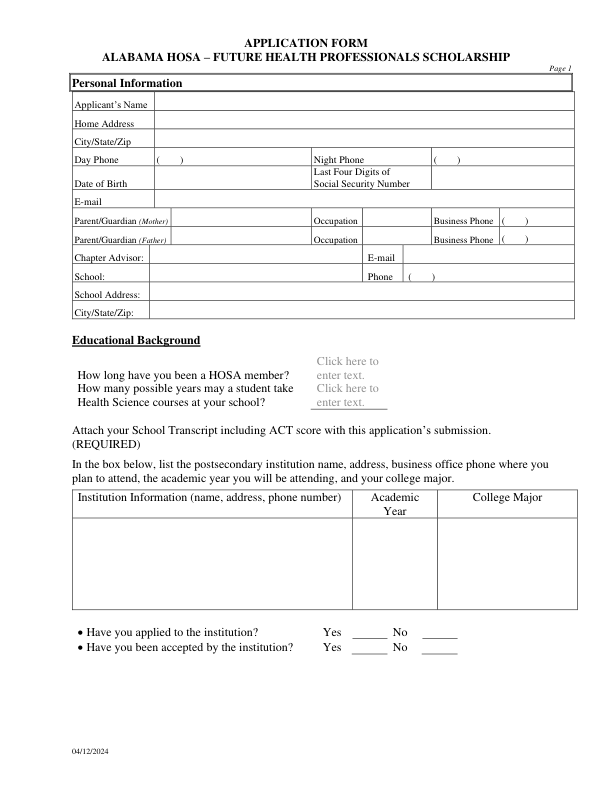 APPLICATION FORM
ALABAMA HOSA – FUTURE HEALTH PROFESSIONALS SCHOLARSHIP
Page 1
Personal Information
Applicant's Name
Home Address
City/State/Zip
Day Phone ( ) Night Phone ( )
Date of Birth Last Four Digits of
Social Security Number
E-mail
Parent/Guardian (Mother) Occupation Business Phone ( )
Parent/Guardian (Father) Occupation Business Phone ( )
Chapter Advisor: E-mail
School: Phone ( )
School Address:
City/State/Zip:
Educational Background
How long have you been a HOSA member? Click here to
enter text.
How many possible years may a student take Click here to
Health Science courses at your school? enter text.
Attach your School Transcript including ACT score with this application's submission.
(REQUIRED)
In the box below, list the postsecondary institution name, address, business office phone where you
plan to attend, the academic year you will be attending, and your college major.
Institution Information (name, address, phone number) Academic College Major
Year
• Have you applied to the institution? Yes ______ No ______
• Have you been accepted by the institution? Yes ______ No ______
04/12/2024